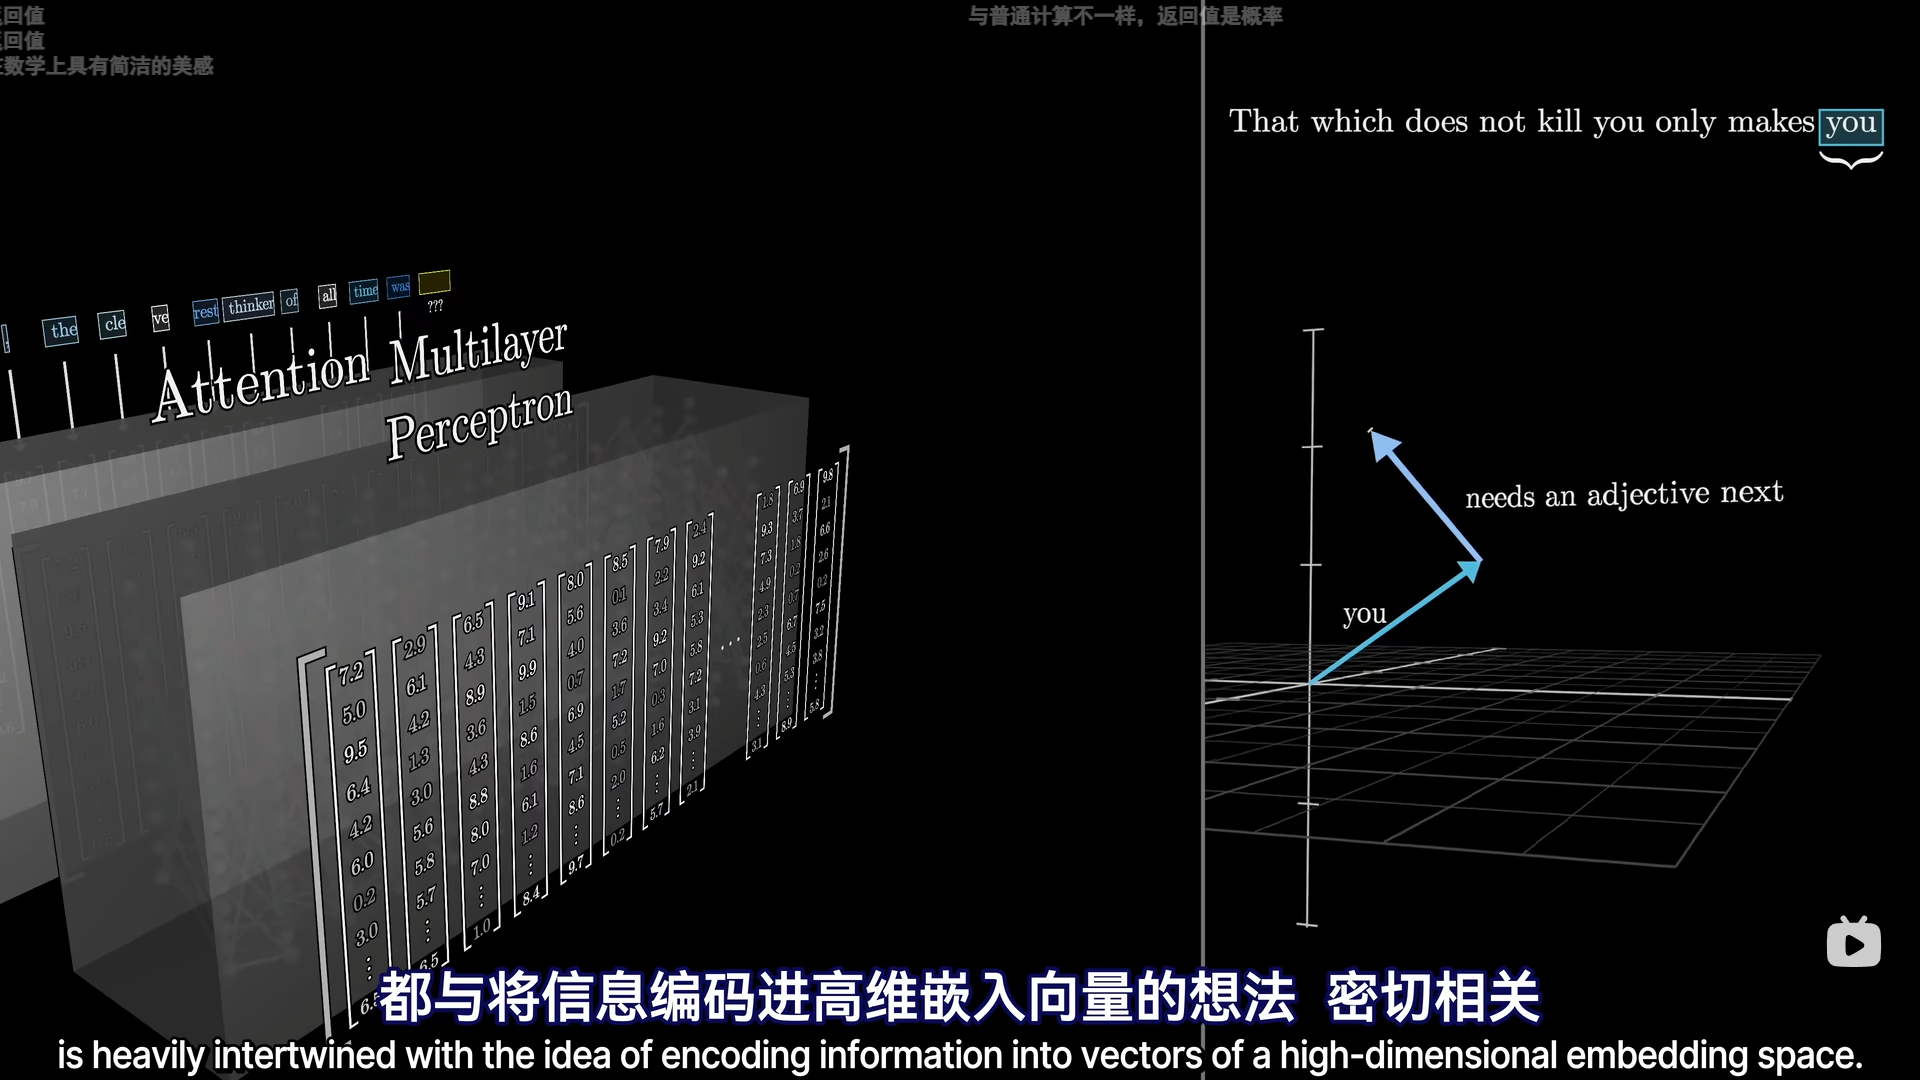 返回值
返回值
在数学上具有简洁的美感
与普通计算不一样，返回值是概率
That which does not kill you only makes you
the cle ve rest thinker of all time was
???
Attention Multilayer
Perceptron
needs an adjective next
you
7.2 2.9 6.5 9.1 8.0 8.5 7.9 2.4 1.8 6.9 9.8
5.0 6.1 4.3 7.1 5.6 0.1 2.2 9.2 9.3 3.7 2.1
9.5 4.2 8.9 9.9 4.0 3.6 3.4 6.1 7.3 1.8 6.6
6.4 1.3 3.6 1.5 0.7 7.2 9.2 5.3 4.9 0.2 2.6
4.2 3.0 4.3 8.6 6.9 1.7 7.0 5.8 ... 2.3 0.7 0.2
6.0 5.6 8.8 1.6 4.5 5.2 0.3 7.2 2.5 6.7 7.5
0.2 5.8 8.0 6.1 7.1 0.5 1.6 3.1 0.6 4.5 3.2
3.0 5.7 7.0 1.2 8.6 2.0 6.2 3.9 4.3 5.3 3.8
⋮ ⋮ ⋮ ⋮ ⋮ ⋮ ⋮ ⋮ ⋮ ⋮ ⋮
6.5 1.0 8.4 9.7 0.2 5.7 2.1 3.1 8.9 5.8
都与将信息编码进高维嵌入向量的想法 密切相关
is heavily intertwined with the idea of encoding information into vectors of a high-dimensional embedding space.